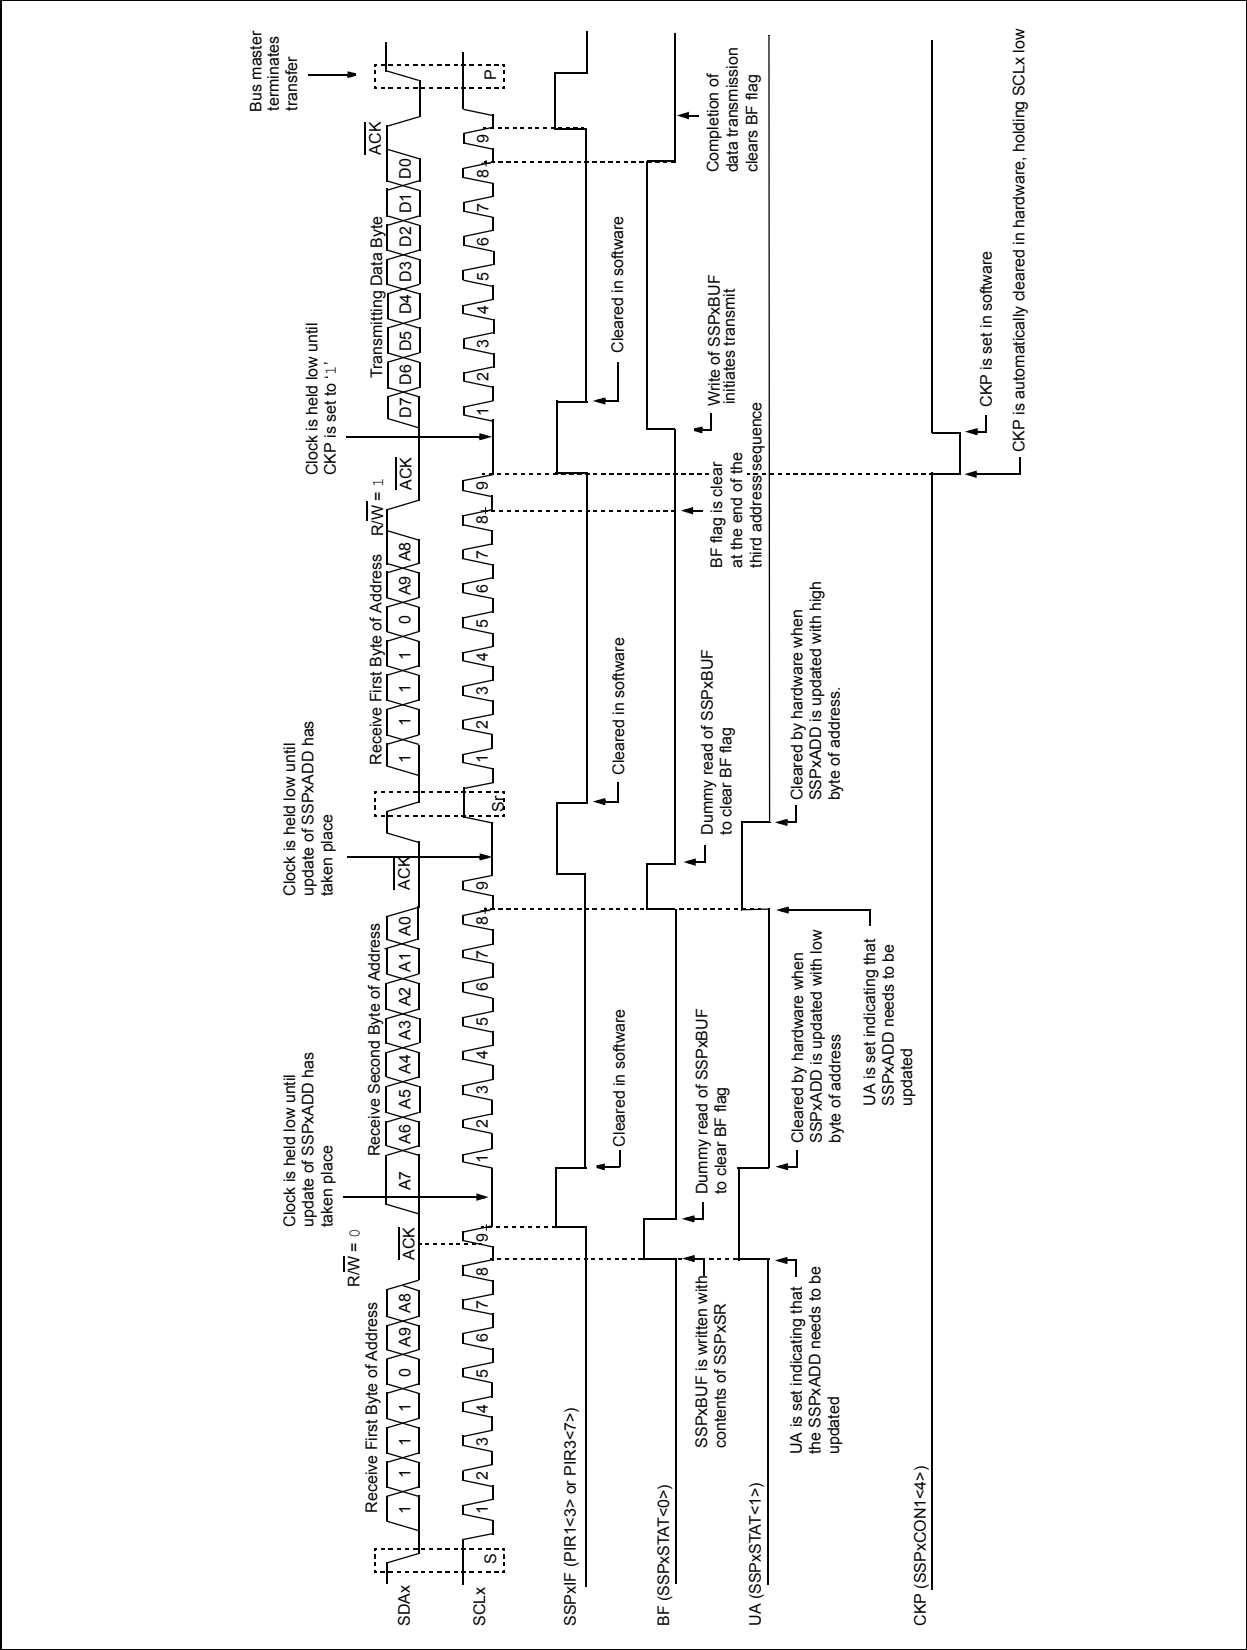 Bus master
terminates
transfer
Clock is held low until
CKP is set to ‘1’
Clock is held low until
update of SSPxADD has
taken place
Clock is held low until
update of SSPxADD has
taken place
R/W = 0
R/W = 1
Receive First Byte of Address
Receive Second Byte of Address
Receive First Byte of Address
Transmitting Data Byte
SDAx
1 1 1 1 0 A9 A8
ACK
A7 A6 A5 A4 A3 A2 A1 A0
ACK
1 1 1 1 0 A9 A8
ACK
D7 D6 D5 D4 D3 D2 D1 D0
ACK
SCLx
S
1 2 3 4 5 6 7 8 9
1 2 3 4 5 6 7 8 9
Sr
1 2 3 4 5 6 7 8 9
1 2 3 4 5 6 7 8 9
P
SSPxIF (PIR1<3> or PIR3<7>)
Cleared in software
Cleared in software
Cleared in software
BF (SSPxSTAT<0>)
SSPxBUF is written with
contents of SSPxSR
Dummy read of SSPxBUF
to clear BF flag
Dummy read of SSPxBUF
to clear BF flag
BF flag is clear
at the end of the
third address sequence
Write of SSPxBUF
initiates transmit
Completion of
data transmission
clears BF flag
UA (SSPxSTAT<1>)
UA is set indicating that
the SSPxADD needs to be
updated
Cleared by hardware when
SSPxADD is updated with low
byte of address
UA is set indicating that
SSPxADD needs to be
updated
Cleared by hardware when
SSPxADD is updated with high
byte of address.
CKP (SSPxCON1<4>)
CKP is set in software
CKP is automatically cleared in hardware, holding SCLx low